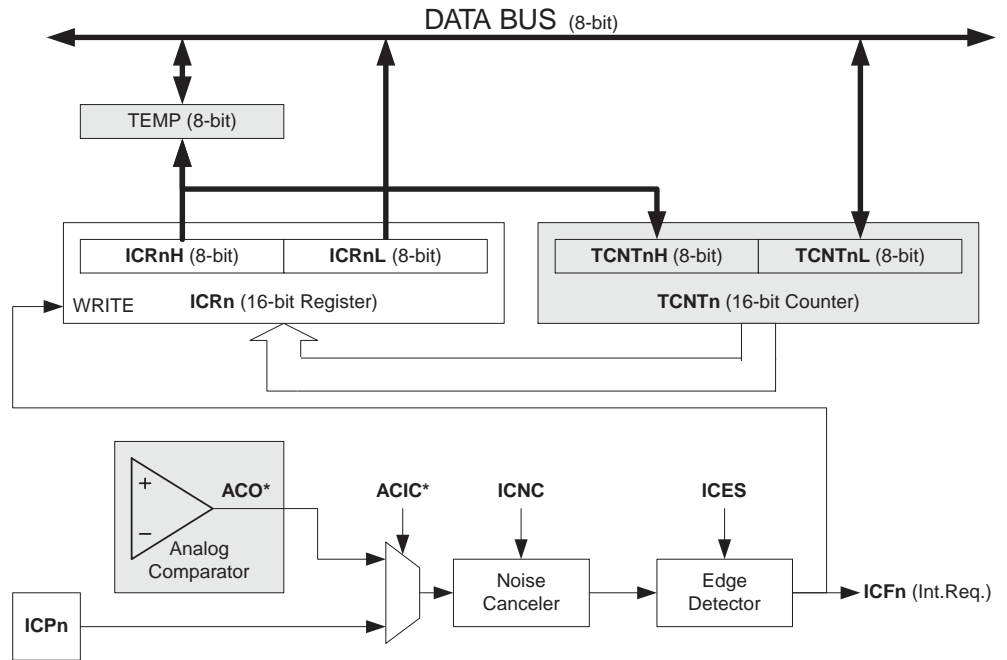 DATA BUS (8-bit)
TEMP (8-bit)
ICRnH (8-bit)
ICRnL (8-bit)
TCNTnH (8-bit)
TCNTnL (8-bit)
WRITE
ICRn (16-bit Register)
TCNTn (16-bit Counter)
+
−
ACO*
Analog
Comparator
ACIC*
ICNC
ICES
Noise
Canceler
Edge
Detector
ICFn (Int.Req.)
ICPn